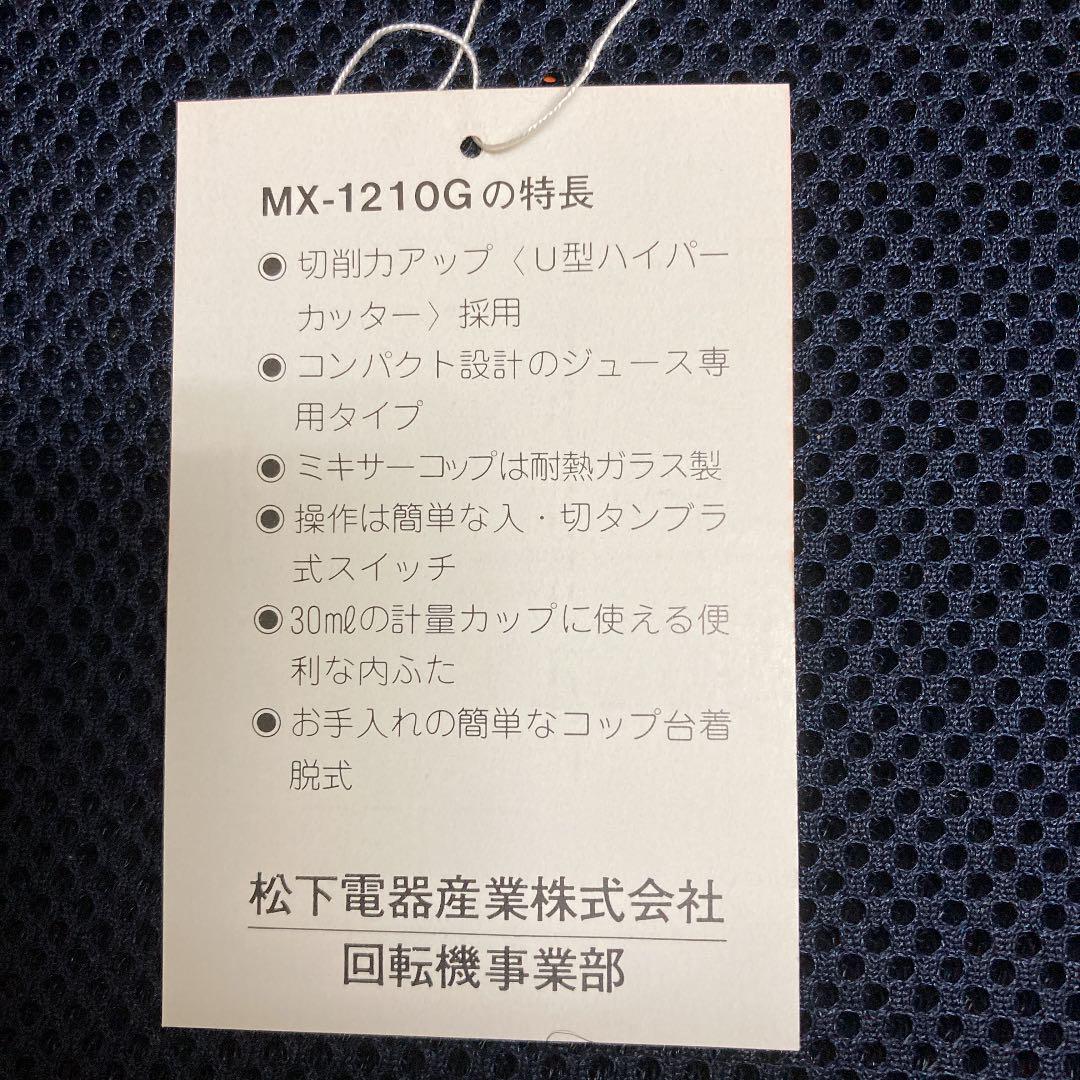 MX-1210Gの特長
◉切削力アップ〈U型ハイパー
カッター〉採用
◉コンパクト設計のジュース専
用タイプ
◉ミキサーコップは耐熱ガラス製
◉操作は簡単な入・切タンブラ
式スイッチ
◉30mlの計量カップに使える便
利な内ふた
◉お手入れの簡単なコップ台着
脱式
松下電器産業株式会社
回転機事業部